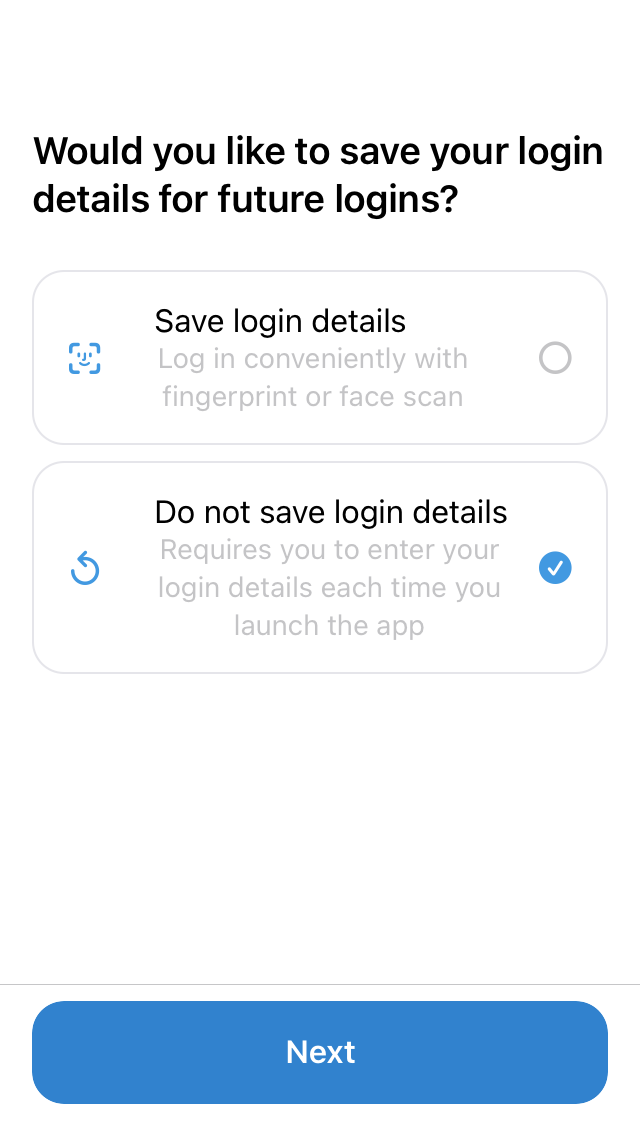 Would you like to save your login
details for future logins?
Save login details
Log in conveniently with
fingerprint or face scan
Do not save login details
Requires you to enter your
login details each time you
launch the app
Next